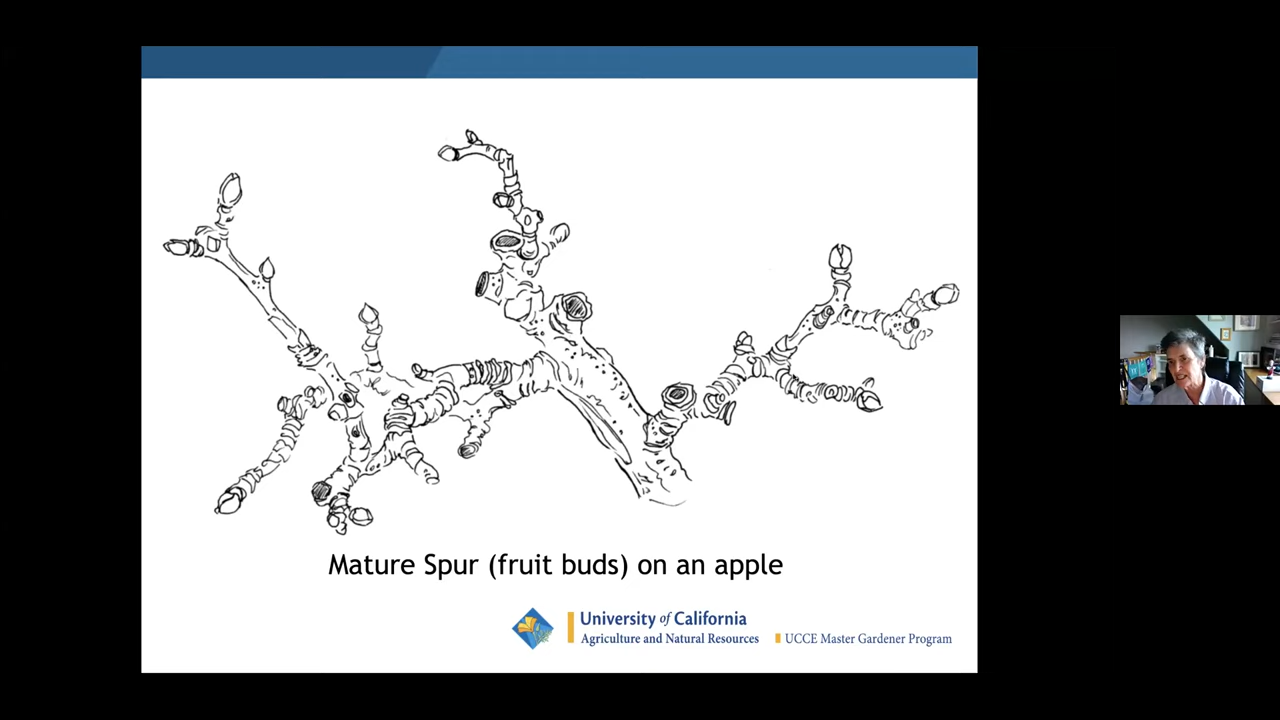 Mature Spur (fruit buds) on an apple
University of California
Agriculture and Natural Resources
UCCE Master Gardener Program